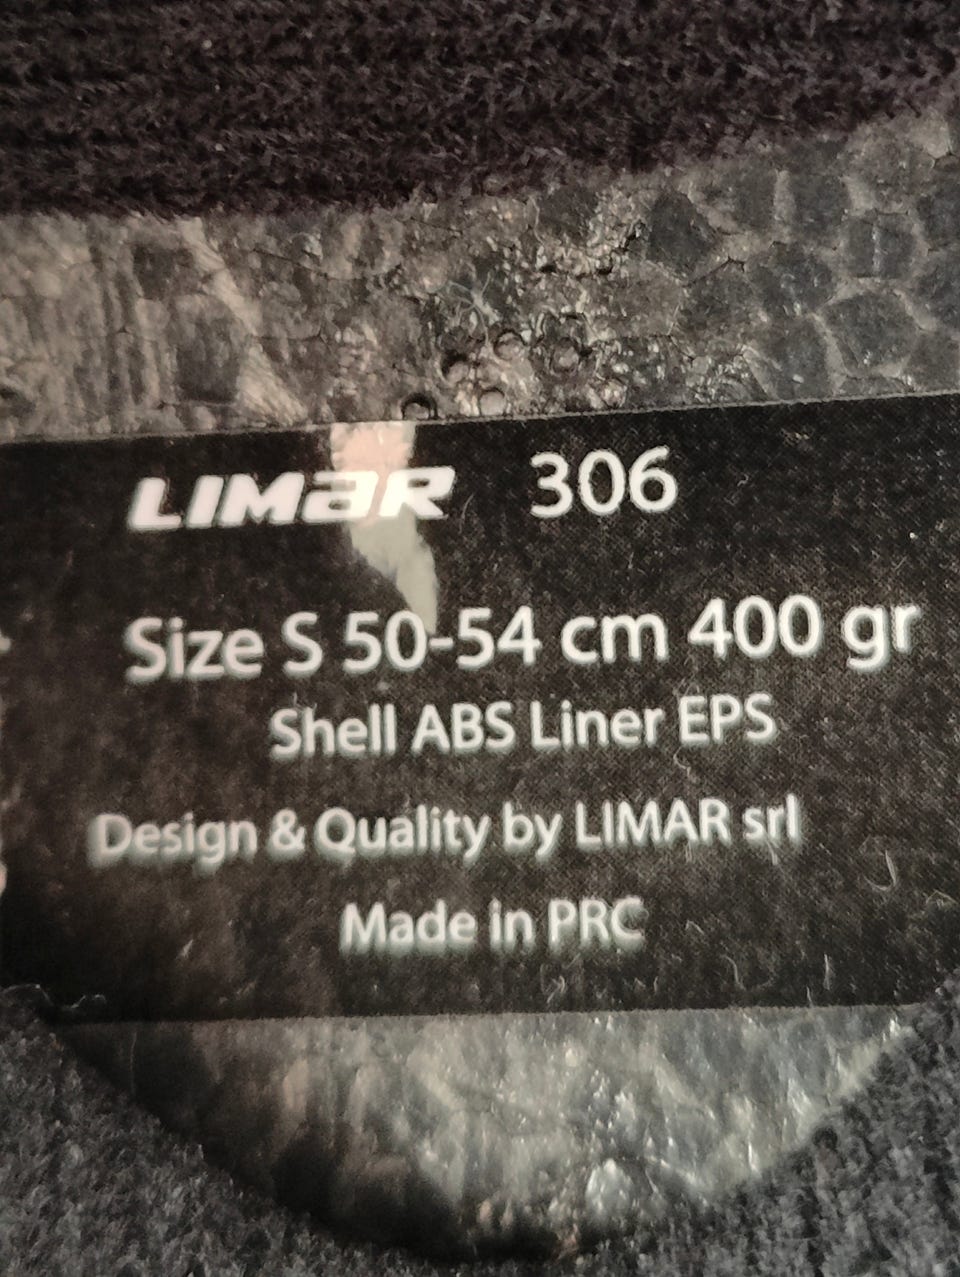 LIMAR 306
Size S 50-54 cm 400 gr
Shell ABS Liner EPS
Design & Quality by LIMAR srl
Made in PRC